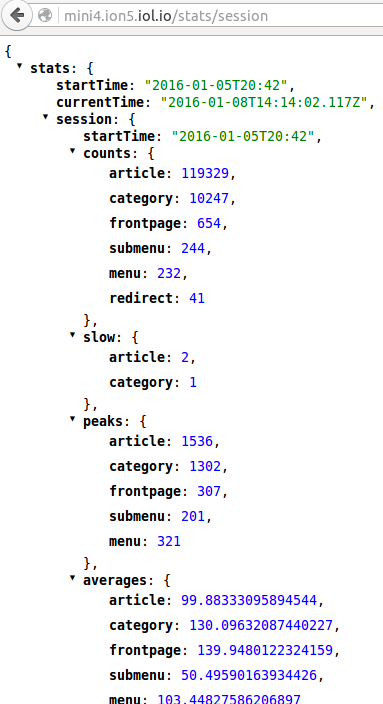 mini4.ion5.iol.io/stats/session
{
stats: {
startTime: "2016-01-05T20:42",
currentTime: "2016-01-08T14:14:02.117Z",
session: {
startTime: "2016-01-05T20:42",
counts: {
article: 119329,
category: 10247,
frontpage: 654,
submenu: 244,
menu: 232,
redirect: 41
},
slow: {
article: 2,
category: 1
},
peaks: {
article: 1536,
category: 1302,
frontpage: 307,
submenu: 201,
menu: 321
},
averages: {
article: 99.88333095894544,
category: 130.09632087440227,
frontpage: 139.9480122324159,
submenu: 50.49590163934426,
menu: 103.44827586206897